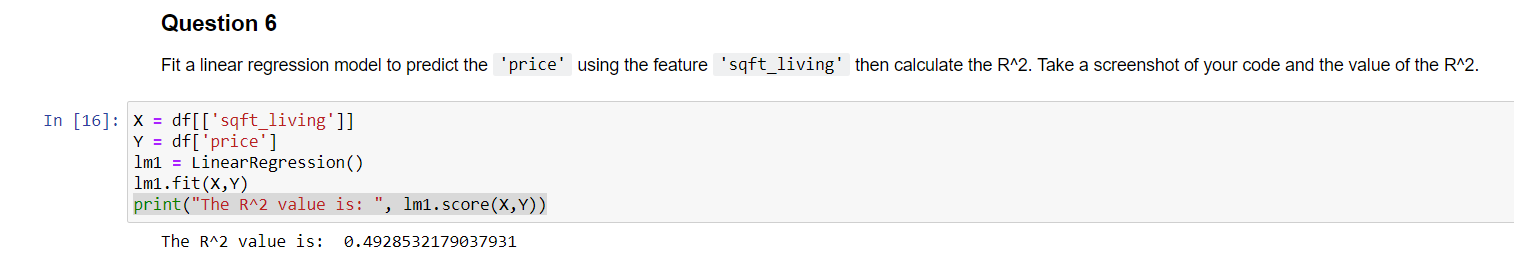 Question 6
Fit a linear regression model to predict the 'price' using the feature 'sqft_living' then calculate the R^2. Take a screenshot of your code and the value of the R^2.
In [16]: X = df[['sqft_living']]
Y = df['price']
lm1 = LinearRegression()
lm1.fit(X,Y)
print("The R^2 value is: ", lm1.score(X,Y))
The R^2 value is:  0.4928532179037931